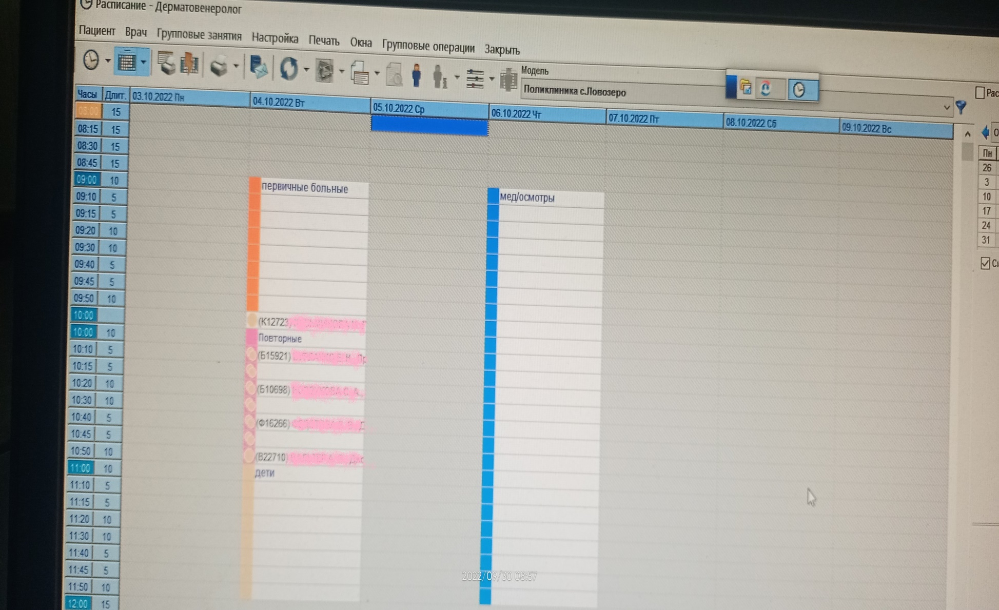 Расписание - Дерматовенеролог
Пациент Врач Групповые занятия Настройка Печать Окна Групповые операции Закрыть
Модель
Поликлиника с.Ловозеро
Рас
Часы Длит. 03.10.2022 Пн 04.10.2022 Вт 05.10.2022 Ср 06.10.2022 Чт 07.10.2022 Пт 08.10.2022 Сб 09.10.2022 Вс
08:00 15
08:15 15
08:30 15
08:45 15
09:00 10 первичные больные
09:10 5 мед/осмотры
09:15 5
09:20 10
09:30 10
09:40 5
09:45 5
09:50 10
10:00 (К12723)
10:00 10 Повторные
10:10 5 (Б15921)
10:15 5
10:20 10 (Б10698)
10:30 10
10:40 5 (Ф16266)
10:45 5
10:50 10 (В22710)
11:00 10 дети
11:10 5
11:15 5
11:20 10
11:30 10
11:40 5
11:45 5
11:50 10
12:00 15
Пн
26
3
10
17
24
31
2022/09/30 08:57